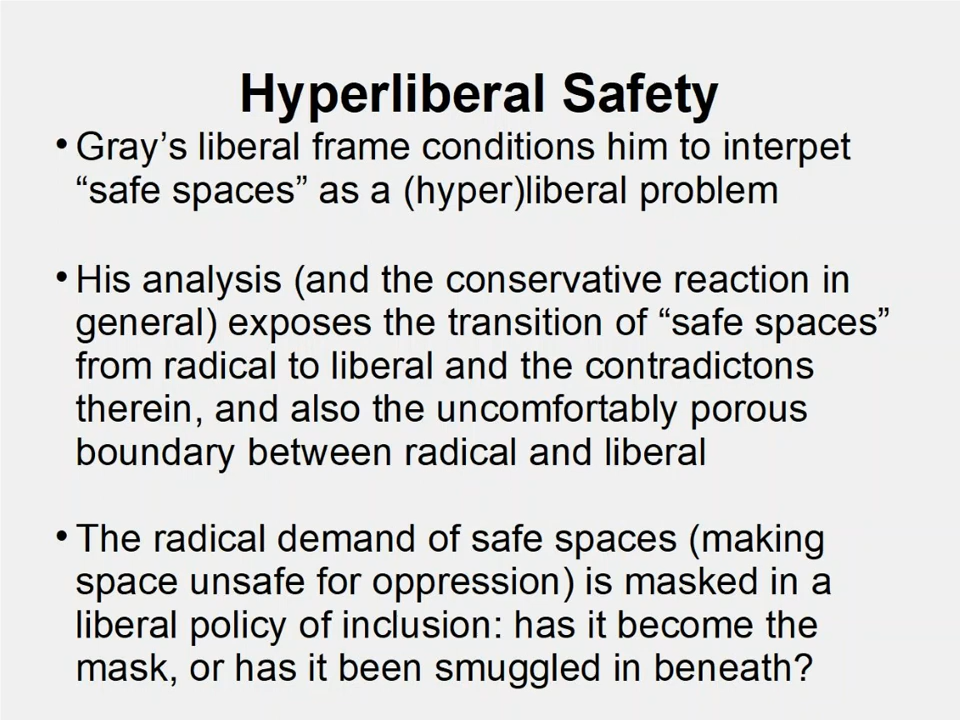 Hyperliberal Safety
• Gray’s liberal frame conditions him to interpet
“safe spaces” as a (hyper)liberal problem
• His analysis (and the conservative reaction in
general) exposes the transition of “safe spaces”
from radical to liberal and the contradictons
therein, and also the uncomfortably porous
boundary between radical and liberal
• The radical demand of safe spaces (making
space unsafe for oppression) is masked in a
liberal policy of inclusion: has it become the
mask, or has it been smuggled in beneath?